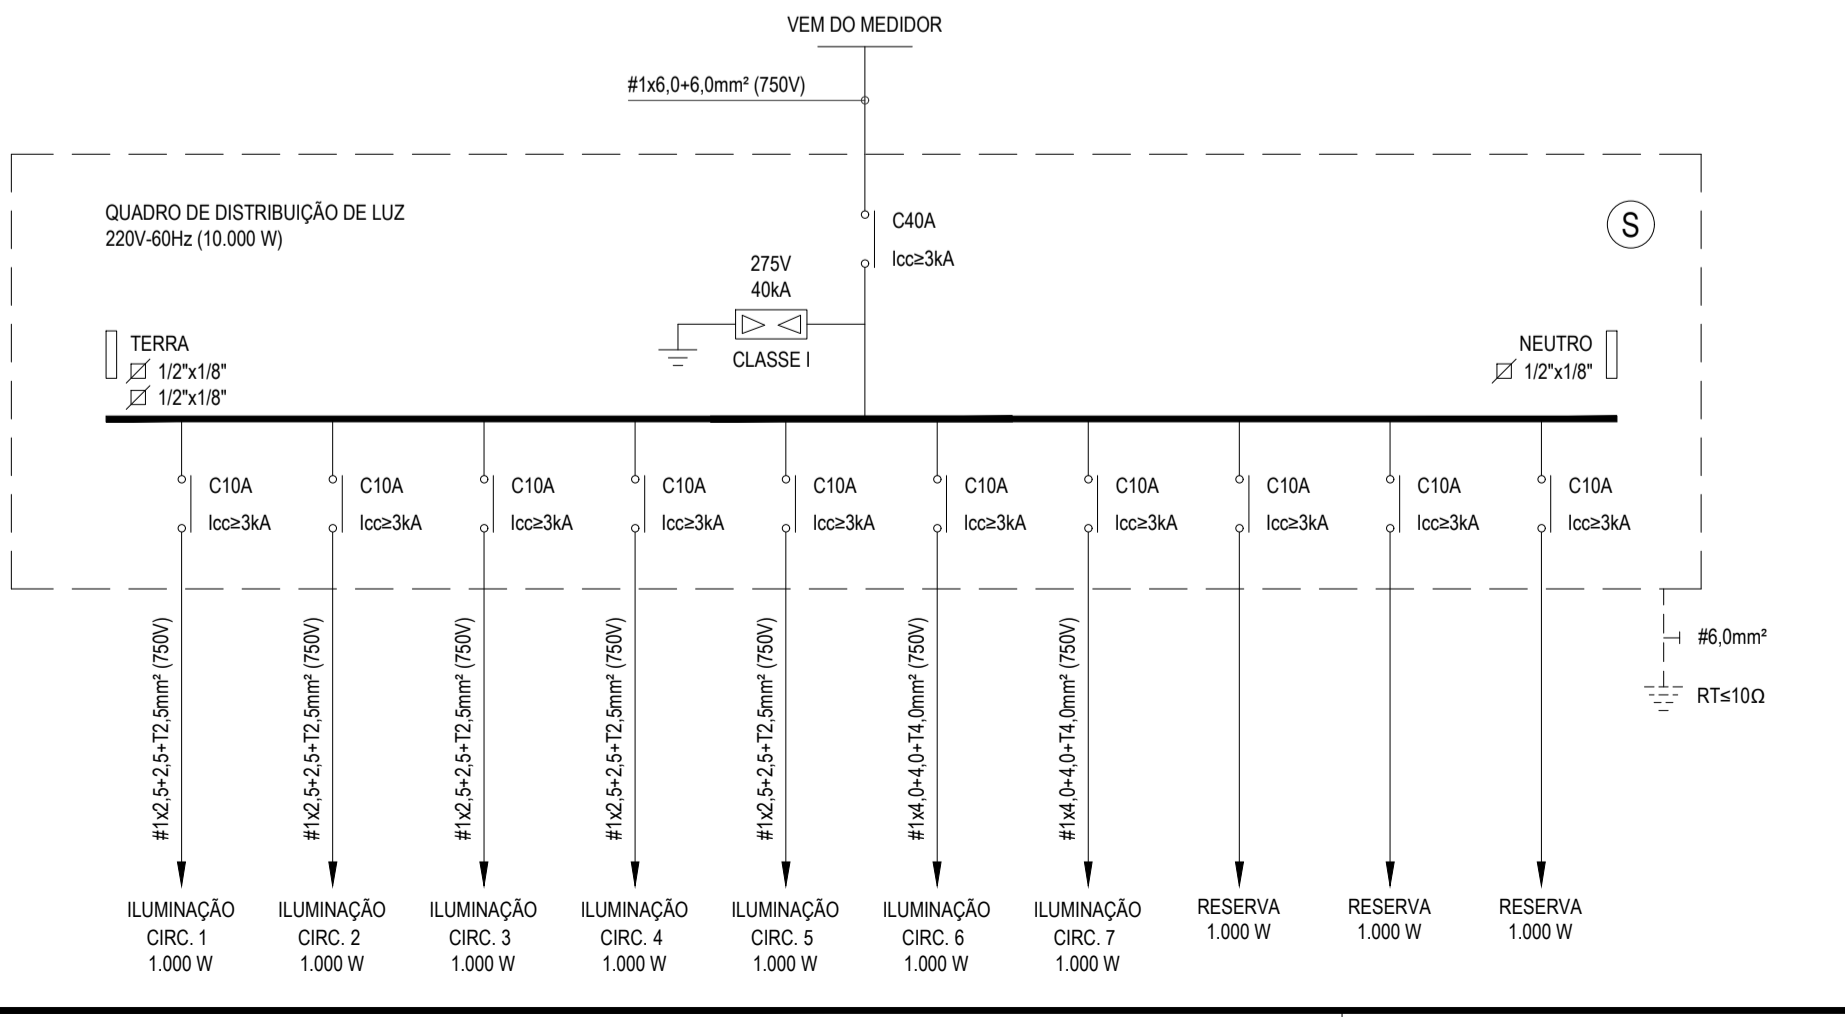 VEM DO MEDIDOR
#1x6,0+6,0mm² (750V)
QUADRO DE DISTRIBUIÇÃO DE LUZ
220V-60Hz (10.000 W)
C40A
Icc≥3kA
S
275V
40kA
CLASSE I
TERRA
1/2"x1/8"
1/2"x1/8"
NEUTRO
1/2"x1/8"
C10A
Icc≥3kA
C10A
Icc≥3kA
C10A
Icc≥3kA
C10A
Icc≥3kA
C10A
Icc≥3kA
C10A
Icc≥3kA
C10A
Icc≥3kA
C10A
Icc≥3kA
C10A
Icc≥3kA
C10A
Icc≥3kA
#1x2,5+2,5+T2,5mm² (750V)
#1x2,5+2,5+T2,5mm² (750V)
#1x2,5+2,5+T2,5mm² (750V)
#1x2,5+2,5+T2,5mm² (750V)
#1x2,5+2,5+T2,5mm² (750V)
#1x4,0+4,0+T4,0mm² (750V)
#1x4,0+4,0+T4,0mm² (750V)
#6,0mm²
RT≤10Ω
ILUMINAÇÃO
CIRC. 1
1.000 W
ILUMINAÇÃO
CIRC. 2
1.000 W
ILUMINAÇÃO
CIRC. 3
1.000 W
ILUMINAÇÃO
CIRC. 4
1.000 W
ILUMINAÇÃO
CIRC. 5
1.000 W
ILUMINAÇÃO
CIRC. 6
1.000 W
ILUMINAÇÃO
CIRC. 7
1.000 W
RESERVA
1.000 W
RESERVA
1.000 W
RESERVA
1.000 W